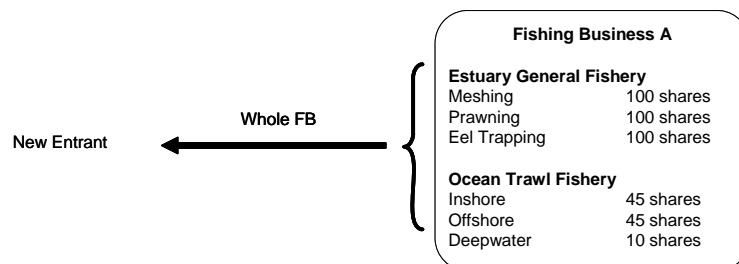 Fishing Business A
Estuary General Fishery
Meshing 100 shares
Prawning 100 shares
Eel Trapping 100 shares
Whole FB
New Entrant
Ocean Trawl Fishery
Inshore 45 shares
Offshore 45 shares
Deepwater 10 shares